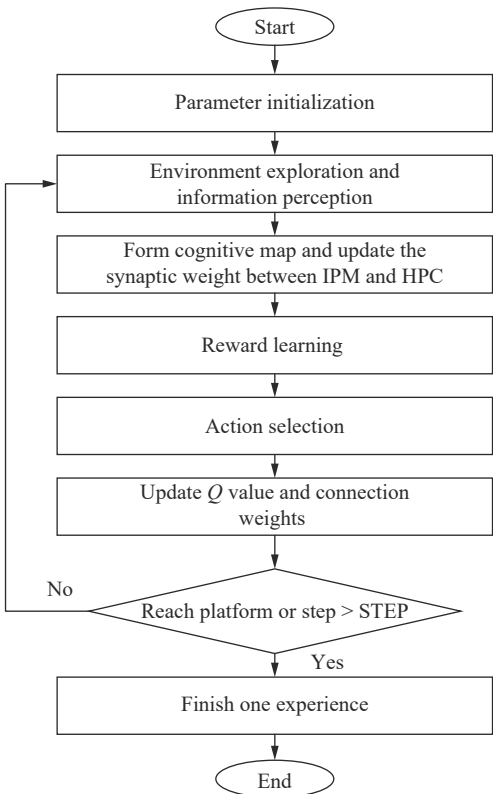 Start
Parameter initialization
Environment exploration and
information perception
Form cognitive map and update the
synaptic weight between IPM and HPC
Reward learning
Action selection
Update Q value and connection
weights
No
Reach platform or step > STEP
Yes
Finish one experience
End